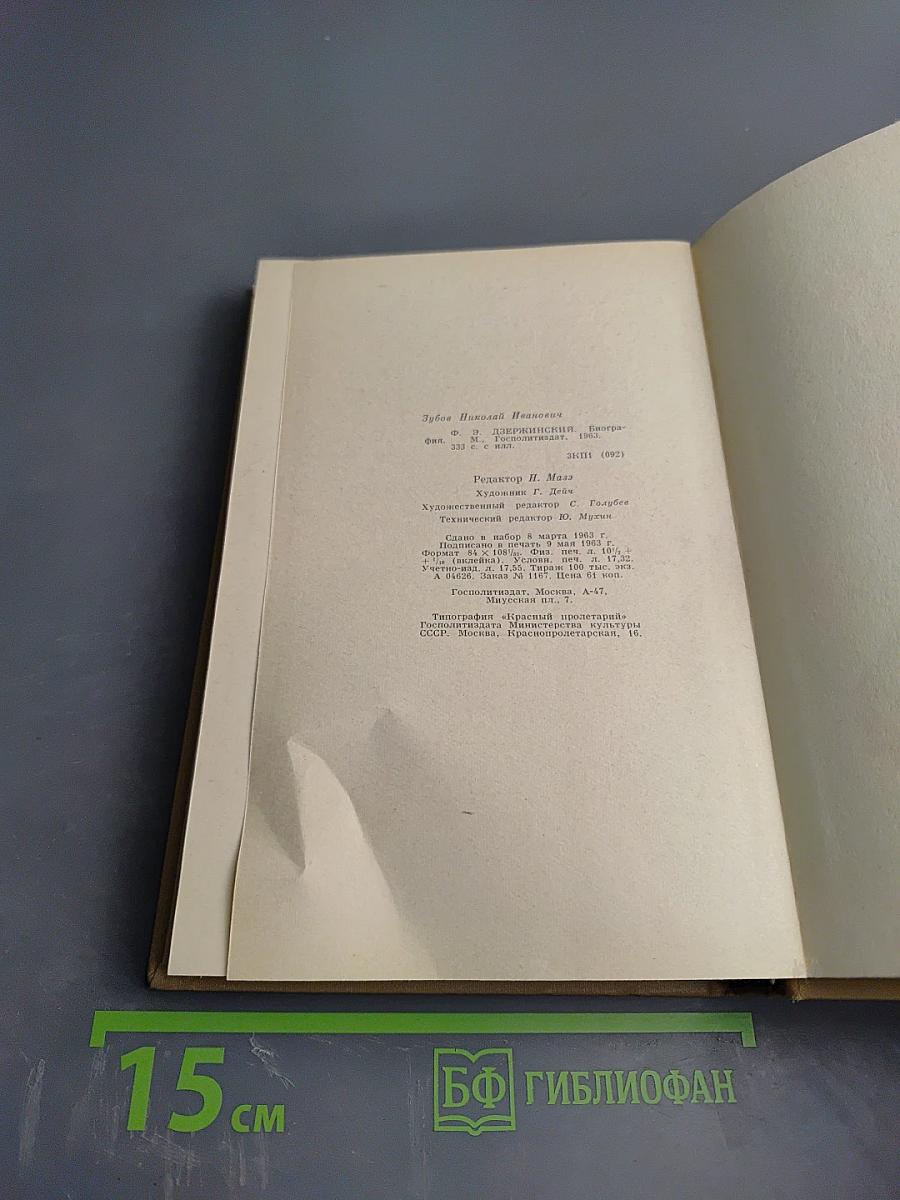 Зубов Николай Иванович
Ф. Э. ДЗЕРЖИНСКИЙ. Биогра-
фия. М., Госполитиздат, 1963.
333 с. с илл.
3КП1 (092)
Редактор Н. Мазэ
Художник Г. Дейч
Художественный редактор С. Голубев
Технический редактор Ю. Мухин
Сдано в набор 8 марта 1963 г.
Подписано в печать 9 мая 1963 г.
Формат 84 × 108¹/₃₂. Физ. печ. л. 10¹/₂ +
+ ¹/₁₆ (вклейка). Условн. печ. л. 17,32.
Учетно-изд. л. 17,55. Тираж 100 тыс. экз.
А 04626. Заказ № 1167. Цена 61 коп.
Госполитиздат, Москва, А-47,
Миусская пл., 7.
Типография «Красный пролетарий»
Госполитиздата Министерства культуры
СССР. Москва, Краснопролетарская, 16.
15 см
БФ ГИБЛИОФАН